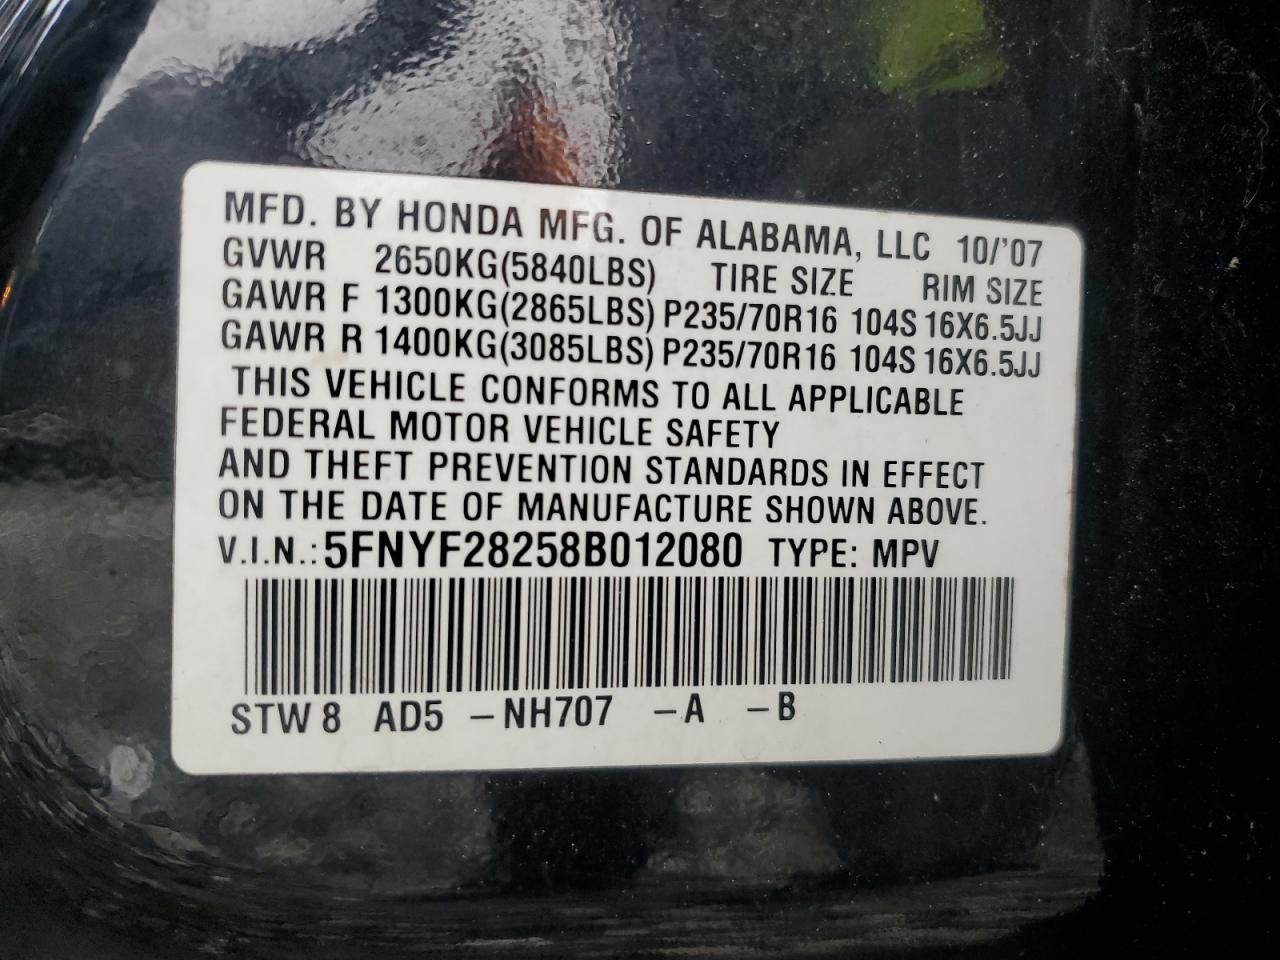 MFD. BY HONDA MFG. OF ALABAMA, LLC 10/'07
GVWR 2650KG(5840LBS) TIRE SIZE RIM SIZE
GAWR F 1300KG(2865LBS) P235/70R16 104S 16X6.5JJ
GAWR R 1400KG(3085LBS) P235/70R16 104S 16X6.5JJ
THIS VEHICLE CONFORMS TO ALL APPLICABLE
FEDERAL MOTOR VEHICLE SAFETY
AND THEFT PREVENTION STANDARDS IN EFFECT
ON THE DATE OF MANUFACTURE SHOWN ABOVE.
V.I.N.: 5FNYF28258B012080 TYPE: MPV
STW8 AD5 –NH707 –A –B